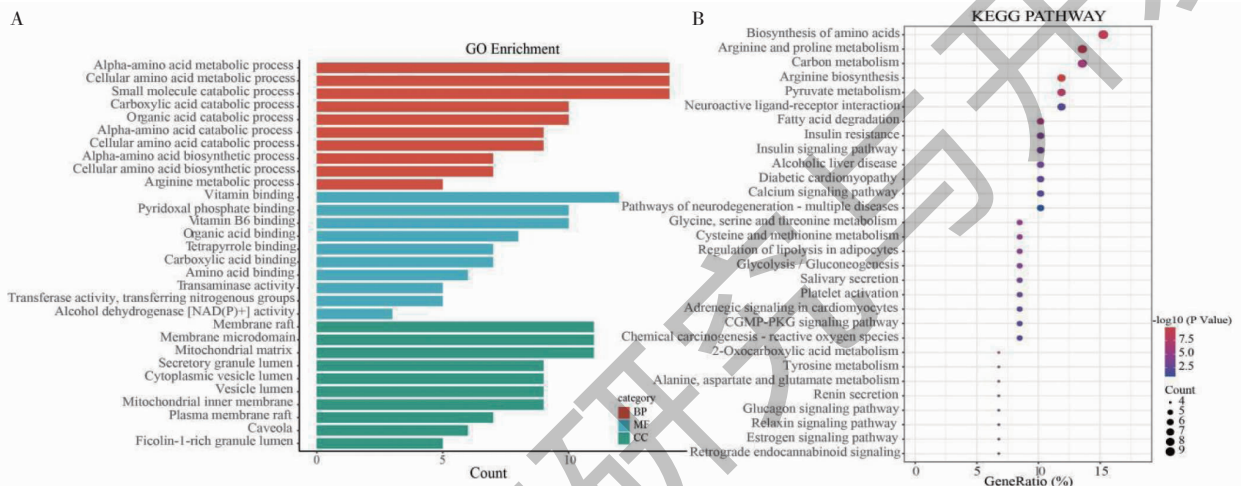 A
GO Enrichment
Alpha-amino acid metabolic process
Cellular amino acid metabolic process
Small molecule catabolic process
Carboxylic acid catabolic process
Organic acid catabolic process
Alpha-amino acid catabolic process
Cellular amino acid catabolic process
Alpha-amino acid biosynthetic process
Cellular amino acid biosynthetic process
Arginine metabolic process
Vitamin binding
Pyridoxal phosphate binding
Vitamin B6 binding
Organic acid binding
Tetrapyrrole binding
Carboxylic acid binding
Amino acid binding
Transaminase activity
Transferase activity, transferring nitrogenous groups
Alcohol dehydrogenase [NAD(P)+] activity
Membrane raft
Membrane microdomain
Mitochondrial matrix
Secretory granule lumen
Cytoplasmic vesicle lumen
Vesicle lumen
Mitochondrial inner membrane
Plasma membrane raft
Caveola
Ficolin-1-rich granule lumen
category
BP
MF
CC
0 5 10
Count
B
KEGG PATHWAY
Biosynthesis of amino acids
Arginine and proline metabolism
Carbon metabolism
Arginine biosynthesis
Pyruvate metabolism
Neuroactive ligand-receptor interaction
Fatty acid degradation
Insulin resistance
Insulin signaling pathway
Alcoholic liver disease
Diabetic cardiomyopathy
Calcium signaling pathway
Pathways of neurodegeneration - multiple diseases
Glycine, serine and threonine metabolism
Cysteine and methionine metabolism
Regulation of lipolysis in adipocytes
Glycolysis / Gluconeogenesis
Salivary secretion
Platelet activation
Adrenegic signaling in cardiomyocytes
CGMP-PKG signaling pathway
Chemical carcinogenesis - reactive oxygen species
2-Oxocarboxylic acid metabolism
Tyrosine metabolism
Alanine, aspartate and glutamate metabolism
Renin secretion
Glucagon signaling pathway
Relaxin signaling pathway
Estrogen signaling pathway
Retrograde endocannabinoid signaling
0 5 10 15
GeneRatio (%)
-log10 (P Value)
7.5
5.0
2.5
Count
4
5
6
7
8
9
研究与开